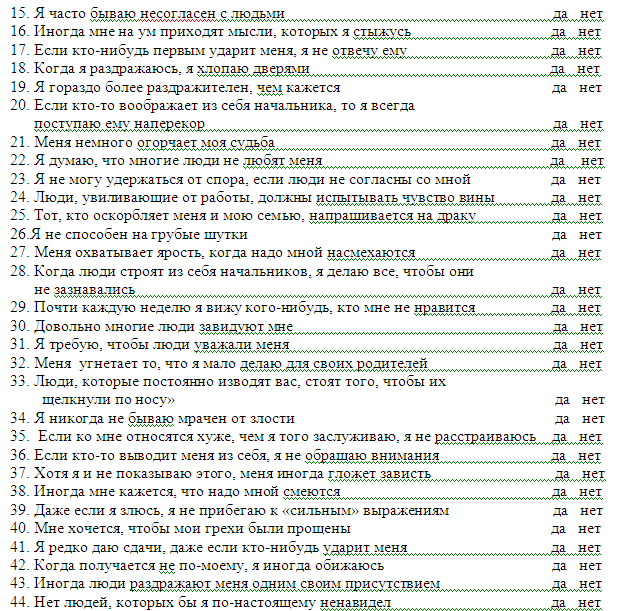 15. Я часто бываю несогласен с людьми да нет
16. Иногда мне на ум приходят мысли, которых я стыжусь да нет
17. Если кто-нибудь первым ударит меня, я не отвечу ему да нет
18. Когда я раздражаюсь, я хлопаю дверями да нет
19. Я гораздо более раздражителен, чем кажется да нет
20. Если кто-то воображает из себя начальника, то я всегда
поступаю ему наперекор да нет
21. Меня немного огорчает моя судьба да нет
22. Я думаю, что многие люди не любят меня да нет
23. Я не могу удержаться от спора, если люди не согласны со мной да нет
24. Люди, увиливающие от работы, должны испытывать чувство вины да нет
25. Тот, кто оскорбляет меня и мою семью, напрашивается на драку да нет
26.Я не способен на грубые шутки да нет
27. Меня охватывает ярость, когда надо мной насмехаются да нет
28. Когда люди строят из себя начальников, я делаю все, чтобы они
не зазнавались да нет
29. Почти каждую неделю я вижу кого-нибудь, кто мне не нравится да нет
30. Довольно многие люди завидуют мне да нет
31. Я требую, чтобы люди уважали меня да нет
32. Меня угнетает то, что я мало делаю для своих родителей да нет
33. Люди, которые постоянно изводят вас, стоят того, чтобы их
щелкнули по носу» да нет
34. Я никогда не бываю мрачен от злости да нет
35. Если ко мне относятся хуже, чем я того заслуживаю, я не расстраиваюсь да нет
36. Если кто-то выводит меня из себя, я не обращаю внимания да нет
37. Хотя я и не показываю этого, меня иногда гложет зависть да нет
38. Иногда мне кажется, что надо мной смеются да нет
39. Даже если я злюсь, я не прибегаю к «сильным» выражениям да нет
40. Мне хочется, чтобы мои грехи были прощены да нет
41. Я редко даю сдачи, даже если кто-нибудь ударит меня да нет
42. Когда получается не по-моему, я иногда обижаюсь да нет
43. Иногда люди раздражают меня одним своим присутствием да нет
44. Нет людей, которых бы я по-настоящему ненавидел да нет